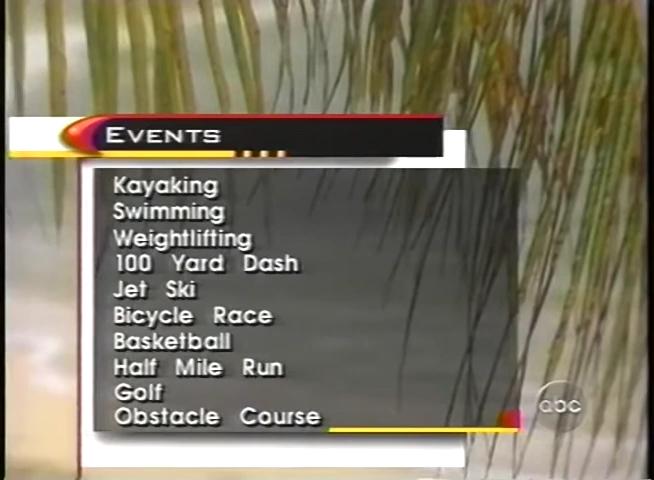 Events
Kayaking
Swimming
Weightlifting
100 Yard Dash
Jet Ski
Bicycle Race
Basketball
Half Mile Run
Golf
Obstacle Course
abc